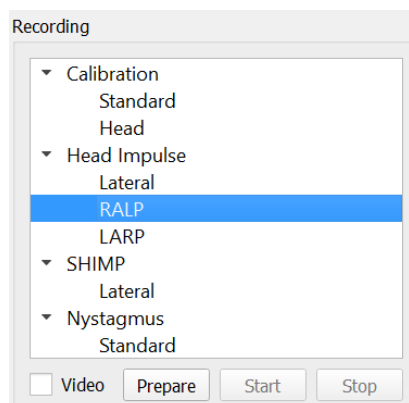 Recording
Calibration
Standard
Head
Head Impulse
Lateral
RALP
LARP
SHIMP
Lateral
Nystagmus
Standard
Video Prepare Start Stop